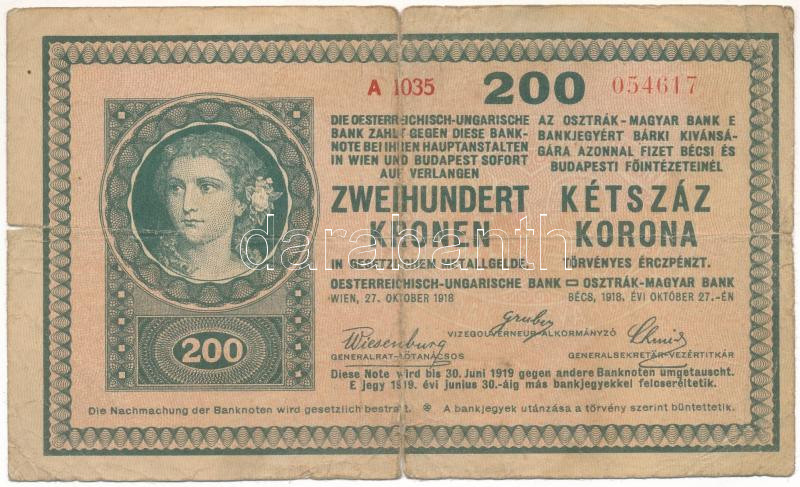 A 1035 200 054617
DIE OESTERREICHISCH-UNGARISCHE
BANK ZAHLT GEGEN DIESE BANK-
NOTE BEI IHREN HAUPTANSTALTEN
IN WIEN UND BUDAPEST SOFORT
AUF VERLANGEN
ZWEIHUNDERT
KRONEN
IN GESETZLICHEM METALLGELDE.
OESTERREICHISCH-UNGARISCHE BANK
WIEN, 27. OKTOBER 1918
AZ OSZTRÁK-MAGYAR BANK E
BANKJEGYÉRT BÁRKI KIVÁNSÁ-
GÁRA AZONNAL FIZET BÉCSI ÉS
BUDAPESTI FŐINTÉZETEINÉL
KÉTSZÁZ
KORONA
TÖRVÉNYES ÉRCZPÉNZT.
OSZTRÁK-MAGYAR BANK
BÉCS, 1918. ÉVI OKTÓBER 27.-ÉN
darabanth
200
Wiesenburg
GENERALRAT-FŐTANÁCSOS
Gruber
VIZEGOUVERNEUR-ALKORMÁNYZÓ
Schmid
GENERALSEKRETÄR-VEZÉRTITKÁR
Diese Note wird bis 30. Juni 1919 gegen andere Banknoten umgetauscht.
E jegy 1919. évi junius 30.-áig más bankjegyekkel felcseréltetik.
Die Nachmachung der Banknoten wird gesetzlich bestraft. A bankjegyek utánzása a törvény szerint büntettetik.